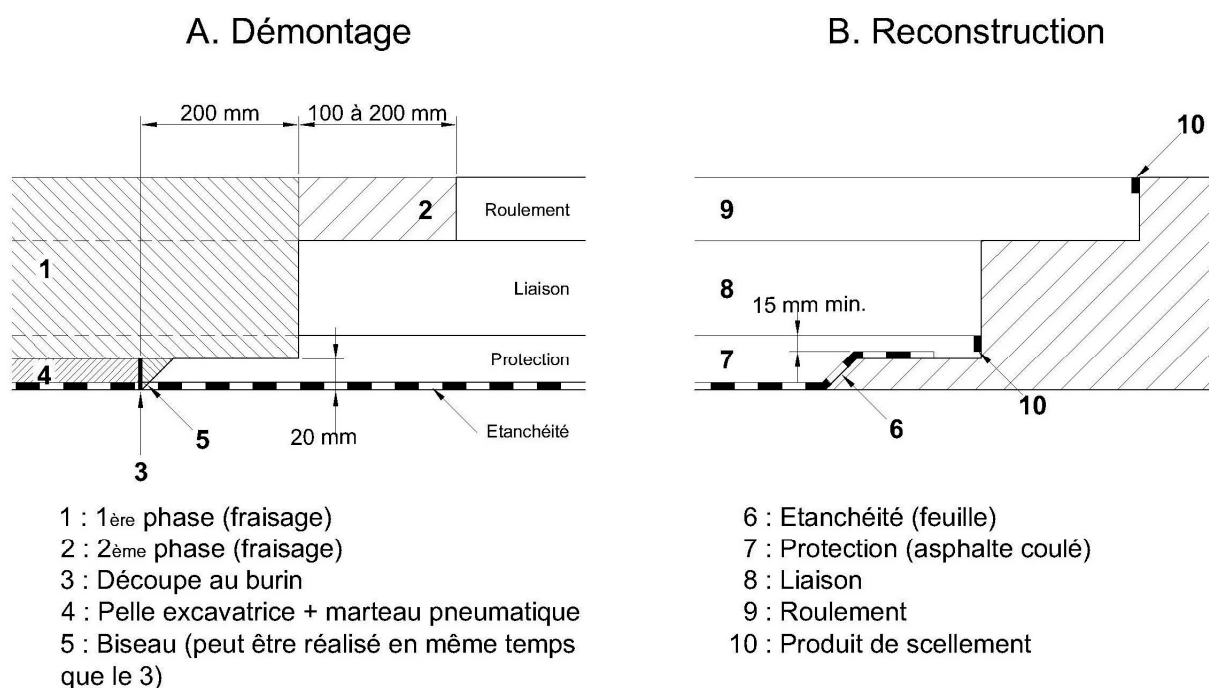 A. Démontage
200 mm
100 à 200 mm
2
Roulement
1
Liaison
Protection
4
20 mm
Etanchéité
5
3
1 : 1ère phase (fraisage)
2 : 2ème phase (fraisage)
3 : Découpe au burin
4 : Pelle excavatrice + marteau pneumatique
5 : Biseau (peut être réalisé en même temps
que le 3)
B. Reconstruction
10
9
8
15 mm min.
7
10
6
6 : Etanchéité (feuille)
7 : Protection (asphalte coulé)
8 : Liaison
9 : Roulement
10 : Produit de scellement